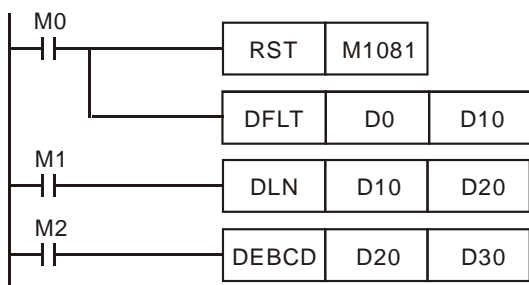 M0
RST M1081
DFLT D0 D10
M1
DLN D10 D20
M2
DEBCD D20 D30